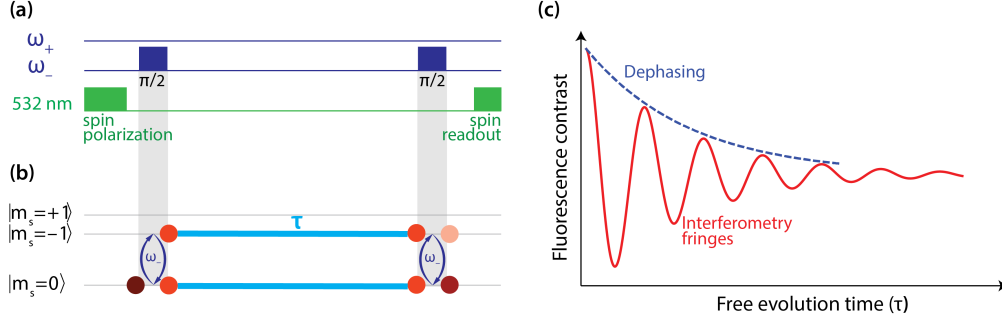 (a)
ω+
ω−
π/2
π/2
532 nm
spin
polarization
spin
readout
(b)
|ms=+1⟩
|ms=−1⟩
|ms=0⟩
τ
ω−
ω−
(c)
Fluorescence contrast
Dephasing
Interferometry
fringes
Free evolution time (τ)